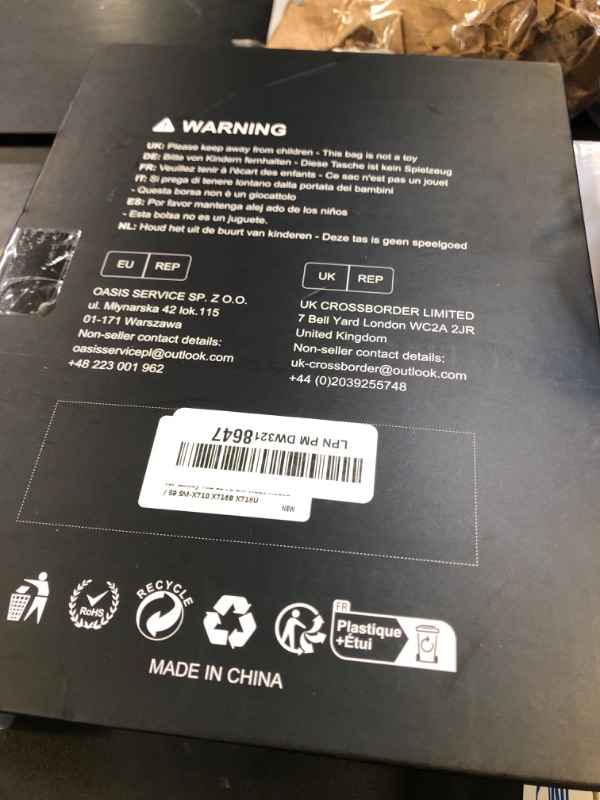 WARNING
UK: Please keep away from children - This bag is not a toy
DE: Bitte von Kindern fernhalten - Diese Tasche ist kein Spielzeug
FR: Veuillez tenir à l'écart des enfants - Ce sac n'est pas un jouet
IT: Si prega di tenere lontano dalla portata dei bambini
- Questa borsa non è un giocattolo
ES: Por favor mantenga alej ado de los niños
- Esta bolsa no es un juguete.
NL: Houd het uit de buurt van kinderen - Deze tas is geen speelgoed
EU REP
OASIS SERVICE SP. Z O.O.
ul. Młynarska 42 lok.115
01-171 Warszawa
Non-seller contact details:
oasisservicepl@outlook.com
+48 223 001 962
UK REP
UK CROSSBORDER LIMITED
7 Bell Yard London WC2A 2JR
United Kingdom
Non-seller contact details:
uk-crossborder@outlook.com
+44 (0)2039255748
LPN PM DW3218647
/ S9 SM-X710 X716B X718U
NEW
RoHS
RECYCLE
FR
Plastique
+Étui
MADE IN CHINA